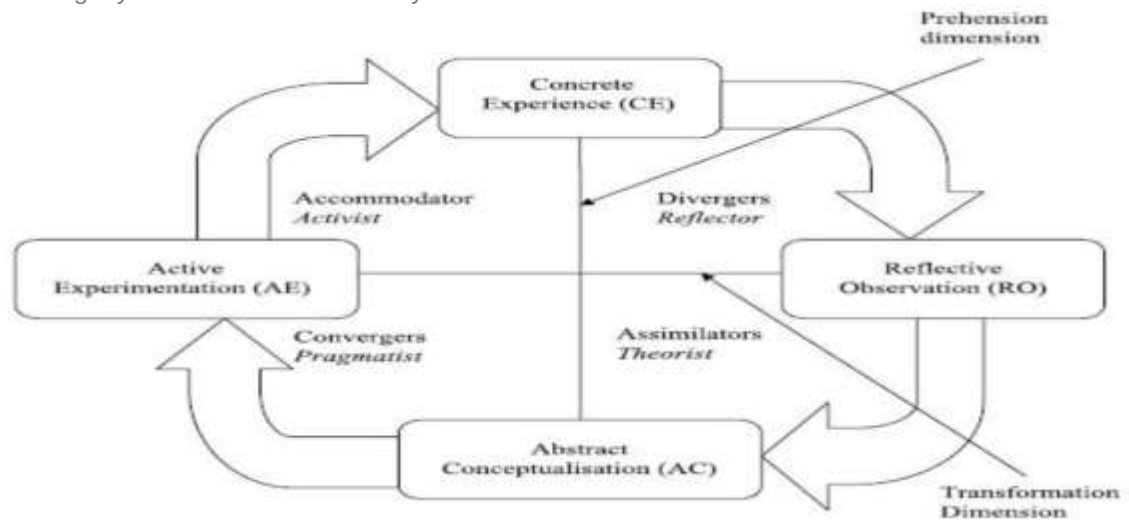 Prehension
dimension
Concrete
Experience (CE)
Accommodator
Activist
Divergers
Reflector
Active
Experimentation (AE)
Reflective
Observation (RO)
Convergers
Pragmatist
Assimilators
Theorist
Abstract
Conceptualisation (AC)
Transformation
Dimension